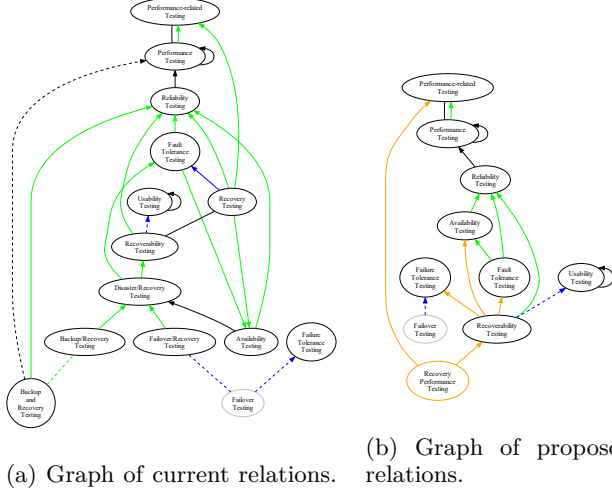 Performance-related
Testing
Performance
Testing
Reliability
Testing
Fault
Tolerance
Testing
Usability
Testing
Recovery
Testing
Recoverability
Testing
Disaster/Recovery
Testing
Backup/Recovery
Testing
Failover/Recovery
Testing
Availability
Testing
Failure
Tolerance
Testing
Backup
and
Recovery
Testing
Failover
Testing
(a) Graph of current relations.
Performance-related
Testing
Performance
Testing
Reliability
Testing
Availability
Testing
Failure
Tolerance
Testing
Fault
Tolerance
Testing
Usability
Testing
Failover
Testing
Recoverability
Testing
Recovery
Performance
Testing
(b) Graph of propose
relations.